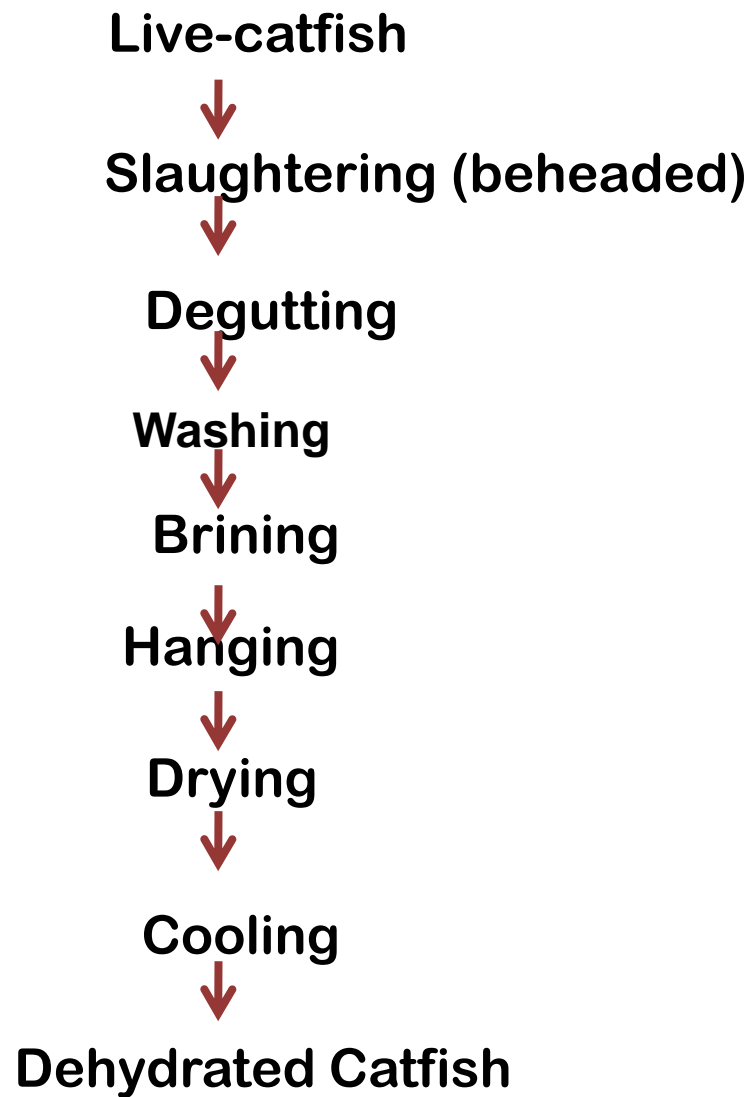 Live-catfish
Slaughtering (beheaded)
Degutting
Washing
Brining
Hanging
Drying
Cooling
Dehydrated Catfish